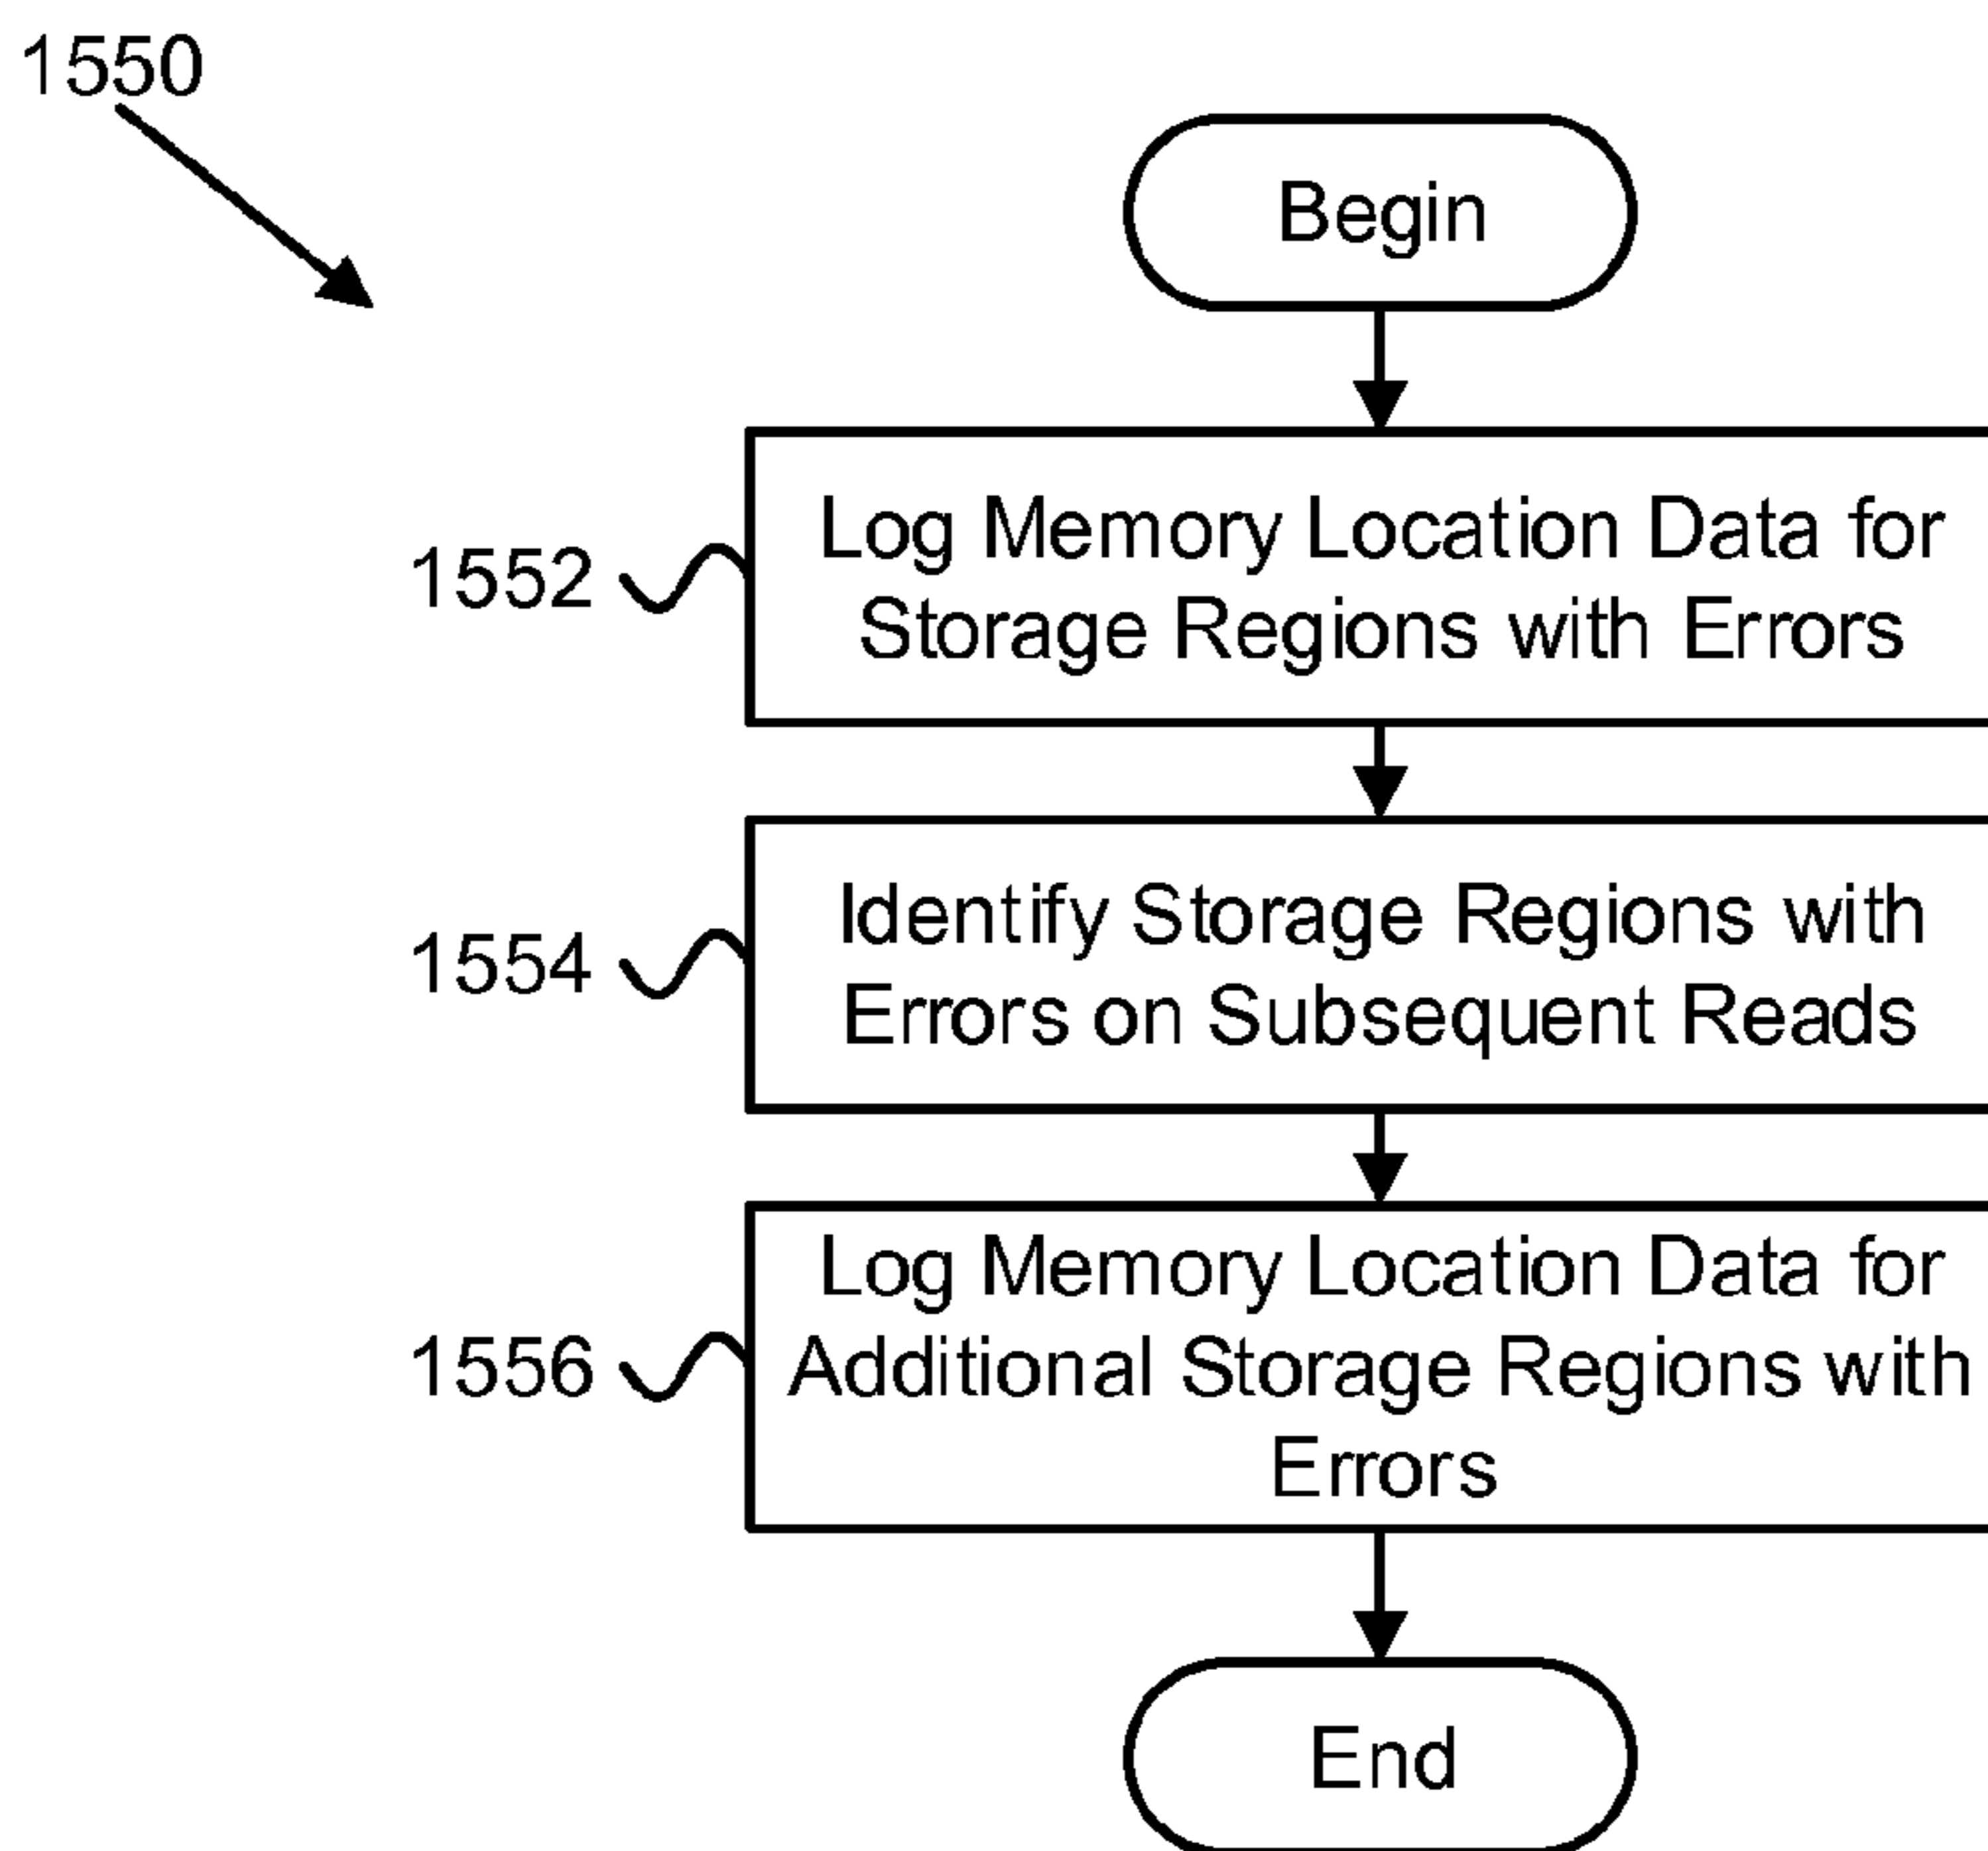 1550
Begin
Log Memory Location Data for
1552
Storage Regions with Errors
Identify Storage Regions with
1554
Errors on Subsequent Reads
Log Memory Location Data for
1556
Additional Storage Regions with
Errors
End